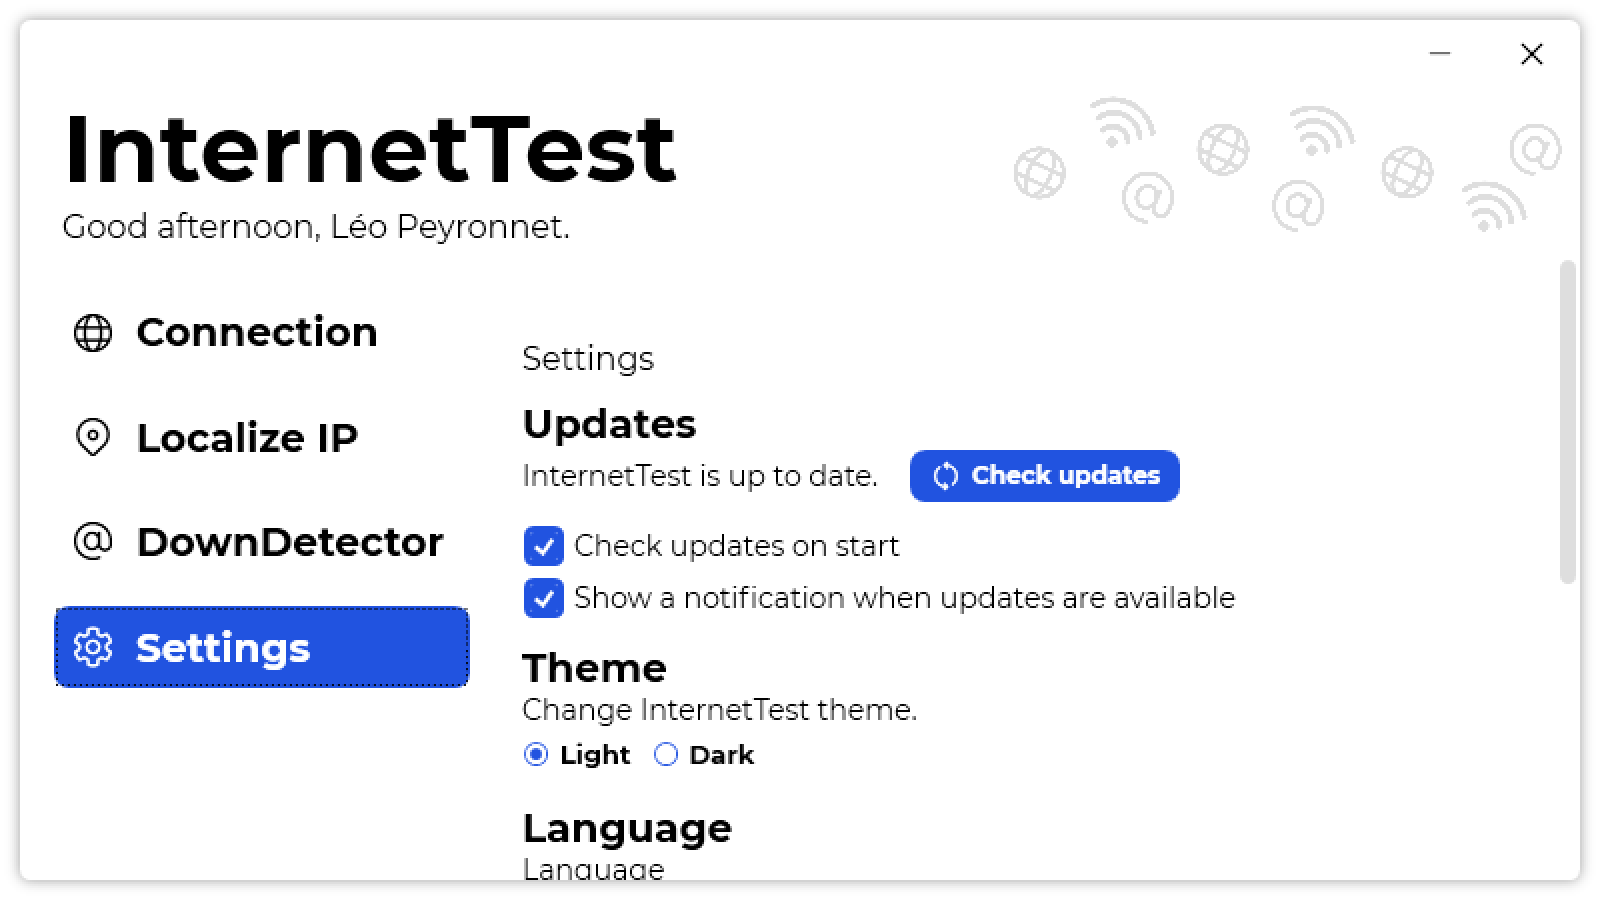 InternetTest
Good afternoon, Léo Peyronnet.
Connection
Localize IP
DownDetector
Settings
Settings
Updates
InternetTest is up to date.
Check updates
Check updates on start
Show a notification when updates are available
Theme
Change InternetTest theme.
Light
Dark
Language
Language